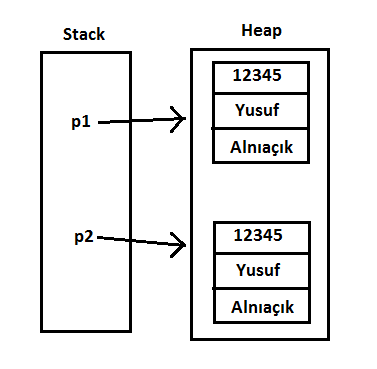 Stack
Heap
p1
12345
Yusuf
Alnıaçık
p2
12345
Yusuf
Alnıaçık